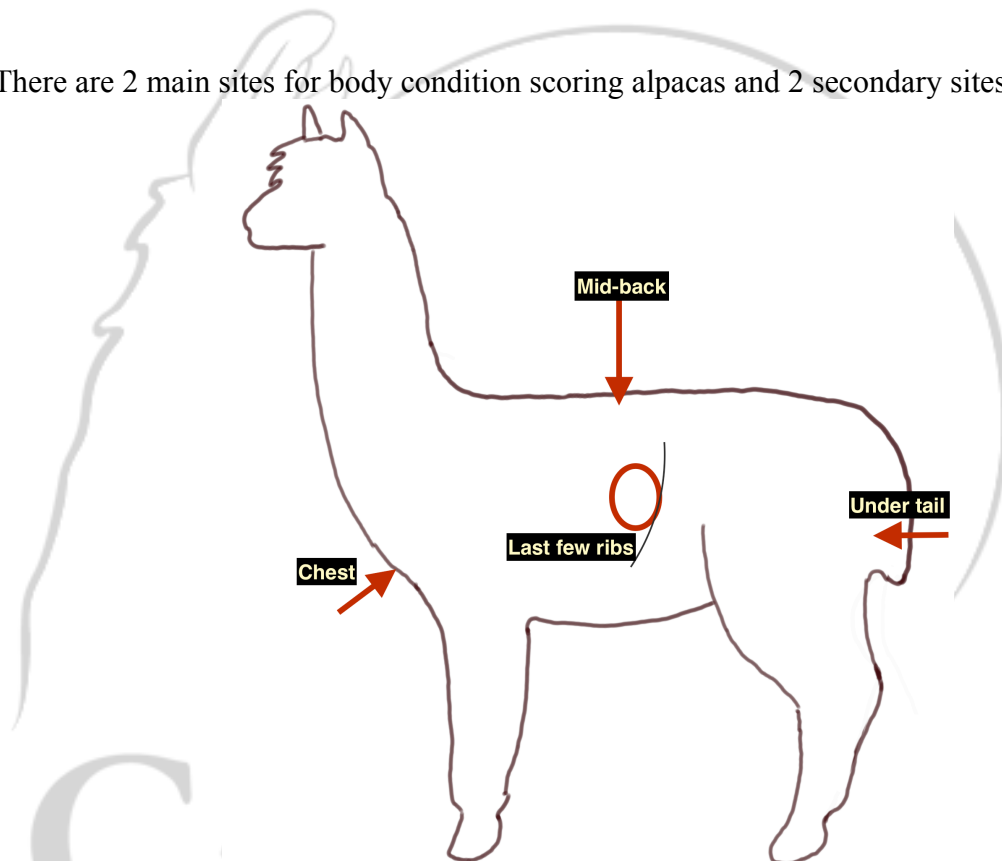 There are 2 main sites for body condition scoring alpacas and 2 secondary sites
Mid-back
Under tail
Last few ribs
Chest
C